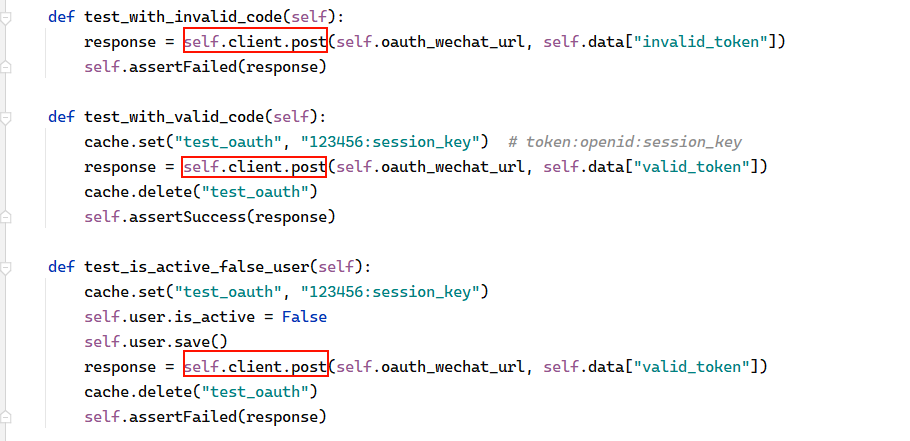 def test_with_invalid_code(self):
    response = self.client.post(self.oauth_wechat_url, self.data["invalid_token"])
    self.assertFailed(response)
def test_with_valid_code(self):
    cache.set("test_oauth", "123456:session_key")  # token:openid:session_key
    response = self.client.post(self.oauth_wechat_url, self.data["valid_token"])
    cache.delete("test_oauth")
    self.assertSuccess(response)
def test_is_active_false_user(self):
    cache.set("test_oauth", "123456:session_key")
    self.user.is_active = False
    self.user.save()
    response = self.client.post(self.oauth_wechat_url, self.data["valid_token"])
    cache.delete("test_oauth")
    self.assertFailed(response)